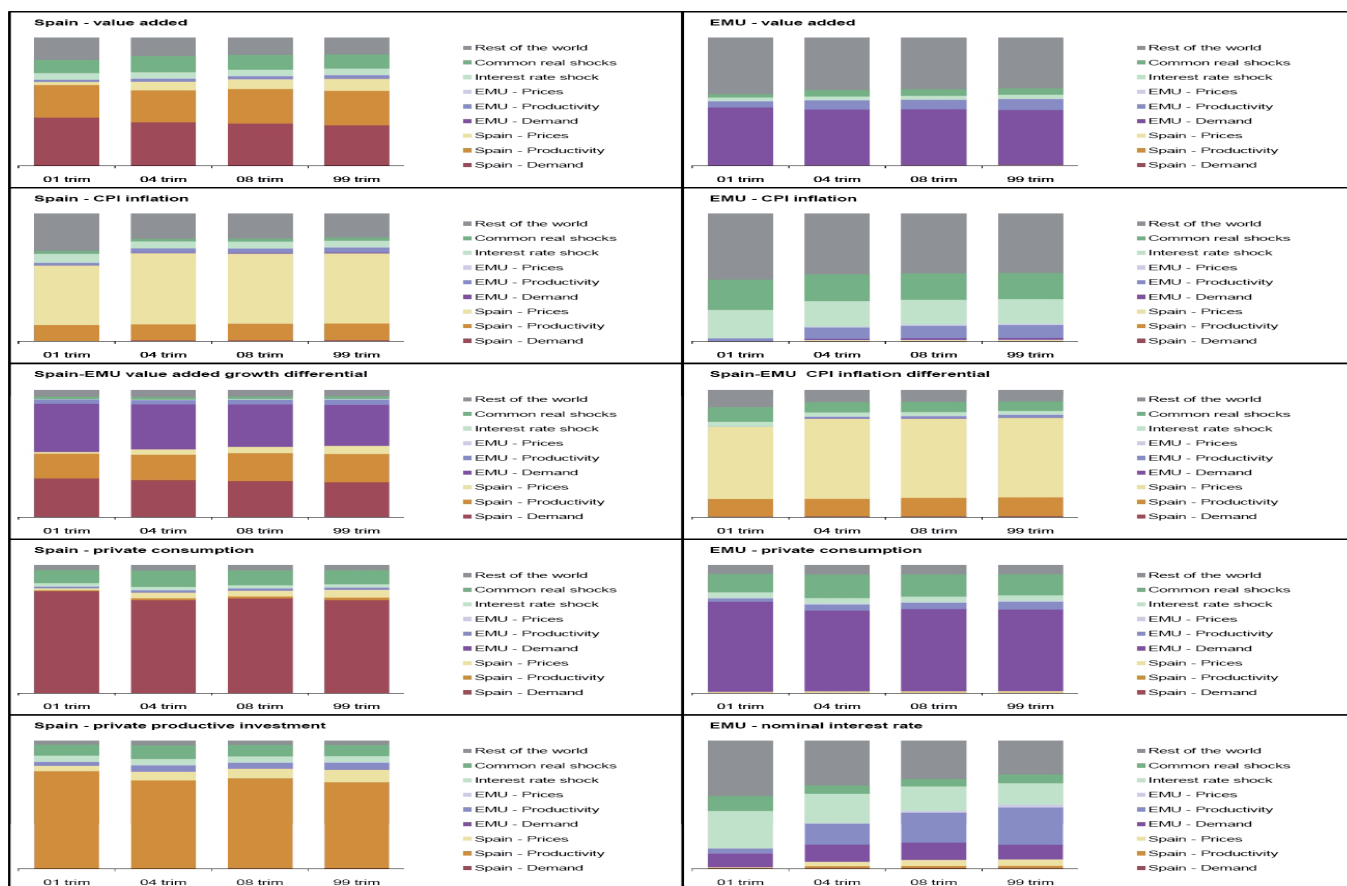 Spain - value added
Rest of the world
Common real shocks
Interest rate shock
EMU - Prices
EMU - Productivity
EMU - Demand
Spain - Prices
Spain - Productivity
Spain - Demand
01 trim 04 trim 08 trim 99 trim
EMU - value added
Rest of the world
Common real shocks
Interest rate shock
EMU - Prices
EMU - Productivity
EMU - Demand
Spain - Prices
Spain - Productivity
Spain - Demand
01 trim 04 trim 08 trim 99 trim
Spain - CPI inflation
Rest of the world
Common real shocks
Interest rate shock
EMU - Prices
EMU - Productivity
EMU - Demand
Spain - Prices
Spain - Productivity
Spain - Demand
01 trim 04 trim 08 trim 99 trim
EMU - CPI inflation
Rest of the world
Common real shocks
Interest rate shock
EMU - Prices
EMU - Productivity
EMU - Demand
Spain - Prices
Spain - Productivity
Spain - Demand
01 trim 04 trim 08 trim 99 trim
Spain-EMU value added growth differential
Rest of the world
Common real shocks
Interest rate shock
EMU - Prices
EMU - Productivity
EMU - Demand
Spain - Prices
Spain - Productivity
Spain - Demand
01 trim 04 trim 08 trim 99 trim
Spain-EMU CPI inflation differential
Rest of the world
Common real shocks
Interest rate shock
EMU - Prices
EMU - Productivity
EMU - Demand
Spain - Prices
Spain - Productivity
Spain - Demand
01 trim 04 trim 08 trim 99 trim
Spain - private consumption
Rest of the world
Common real shocks
Interest rate shock
EMU - Prices
EMU - Productivity
EMU - Demand
Spain - Prices
Spain - Productivity
Spain - Demand
01 trim 04 trim 08 trim 99 trim
EMU - private consumption
Rest of the world
Common real shocks
Interest rate shock
EMU - Prices
EMU - Productivity
EMU - Demand
Spain - Prices
Spain - Productivity
Spain - Demand
01 trim 04 trim 08 trim 99 trim
Spain - private productive investment
Rest of the world
Common real shocks
Interest rate shock
EMU - Prices
EMU - Productivity
EMU - Demand
Spain - Prices
Spain - Productivity
Spain - Demand
01 trim 04 trim 08 trim 99 trim
EMU - nominal interest rate
Rest of the world
Common real shocks
Interest rate shock
EMU - Prices
EMU - Productivity
EMU - Demand
Spain - Prices
Spain - Productivity
Spain - Demand
01 trim 04 trim 08 trim 99 trim